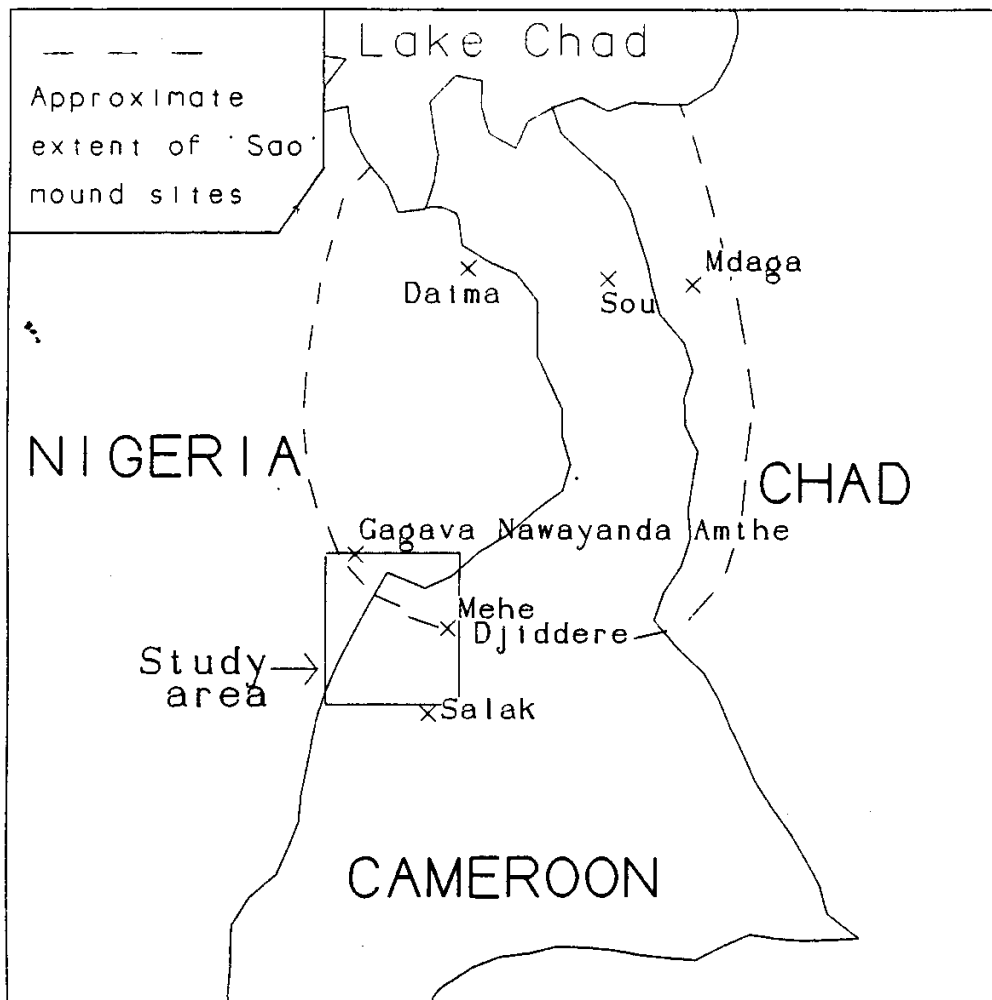 Lake Chad
Approximate
extent of 'Sao'
mound sites
Mdaga
Daima
Sou
NIGERIA
CHAD
Gagava Nawayanda Amthe
Mehe
Djiddere
Study
area
Salak
CAMEROON